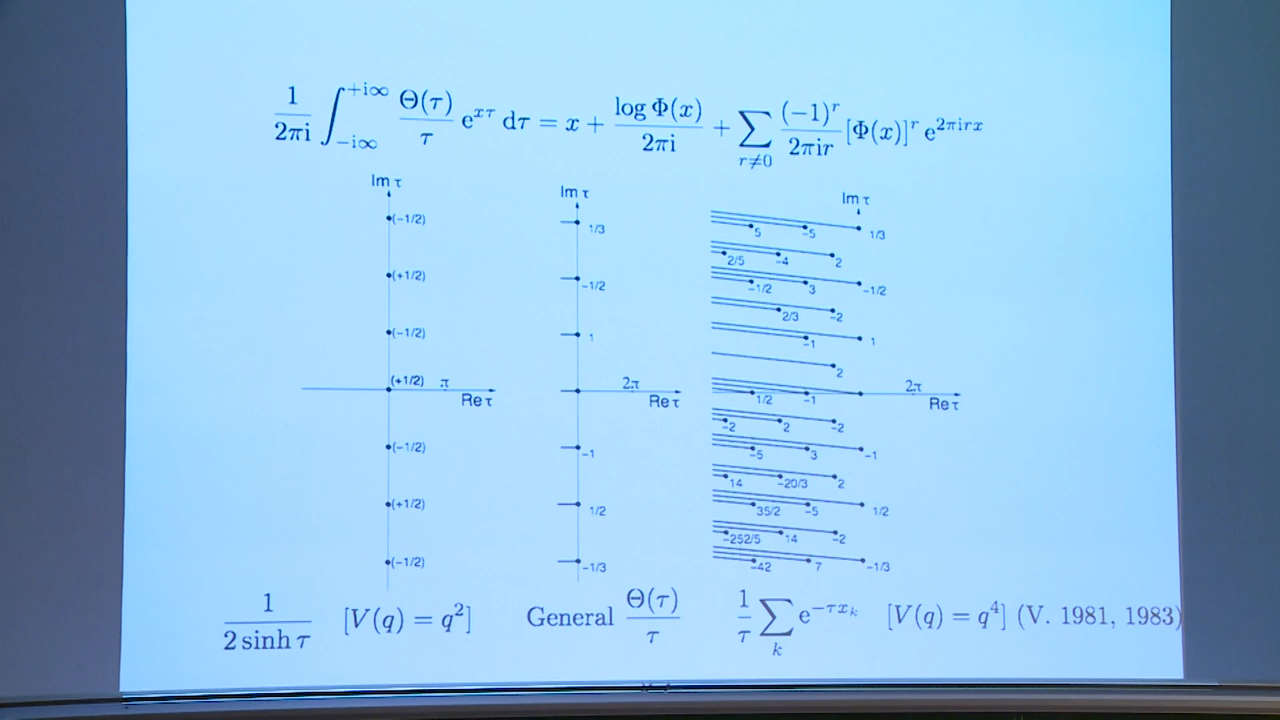 1/2πi ∫_{-i∞}^{+i∞} Θ(τ)/τ e^{xτ} dτ = x + log Φ(x)/2πi + ∑_{r≠0} (-1)^r/2πir [Φ(x)]^r e^{2πirx}
Im τ
(-1/2)
(+1/2)
(-1/2)
(+1/2) π
Re τ
(-1/2)
(+1/2)
(-1/2)
Im τ
1/3
-1/2
1
2π
Re τ
-1
1/2
-1/3
Im τ
5 -5 1/3
2/5 -4 2
-1/2 3 -1/2
2/3 -2
-1 1
2
2π
1/2 -1 Re τ
-2 2 -2
-5 3 -1
14 -20/3 2
35/2 -5 1/2
-252/5 14 -2
-42 7 -1/3
1/2 sinh τ [V(q) = q²] General Θ(τ)/τ 1/τ ∑_k e^{-τx_k} [V(q) = q⁴] (V. 1981, 1983)